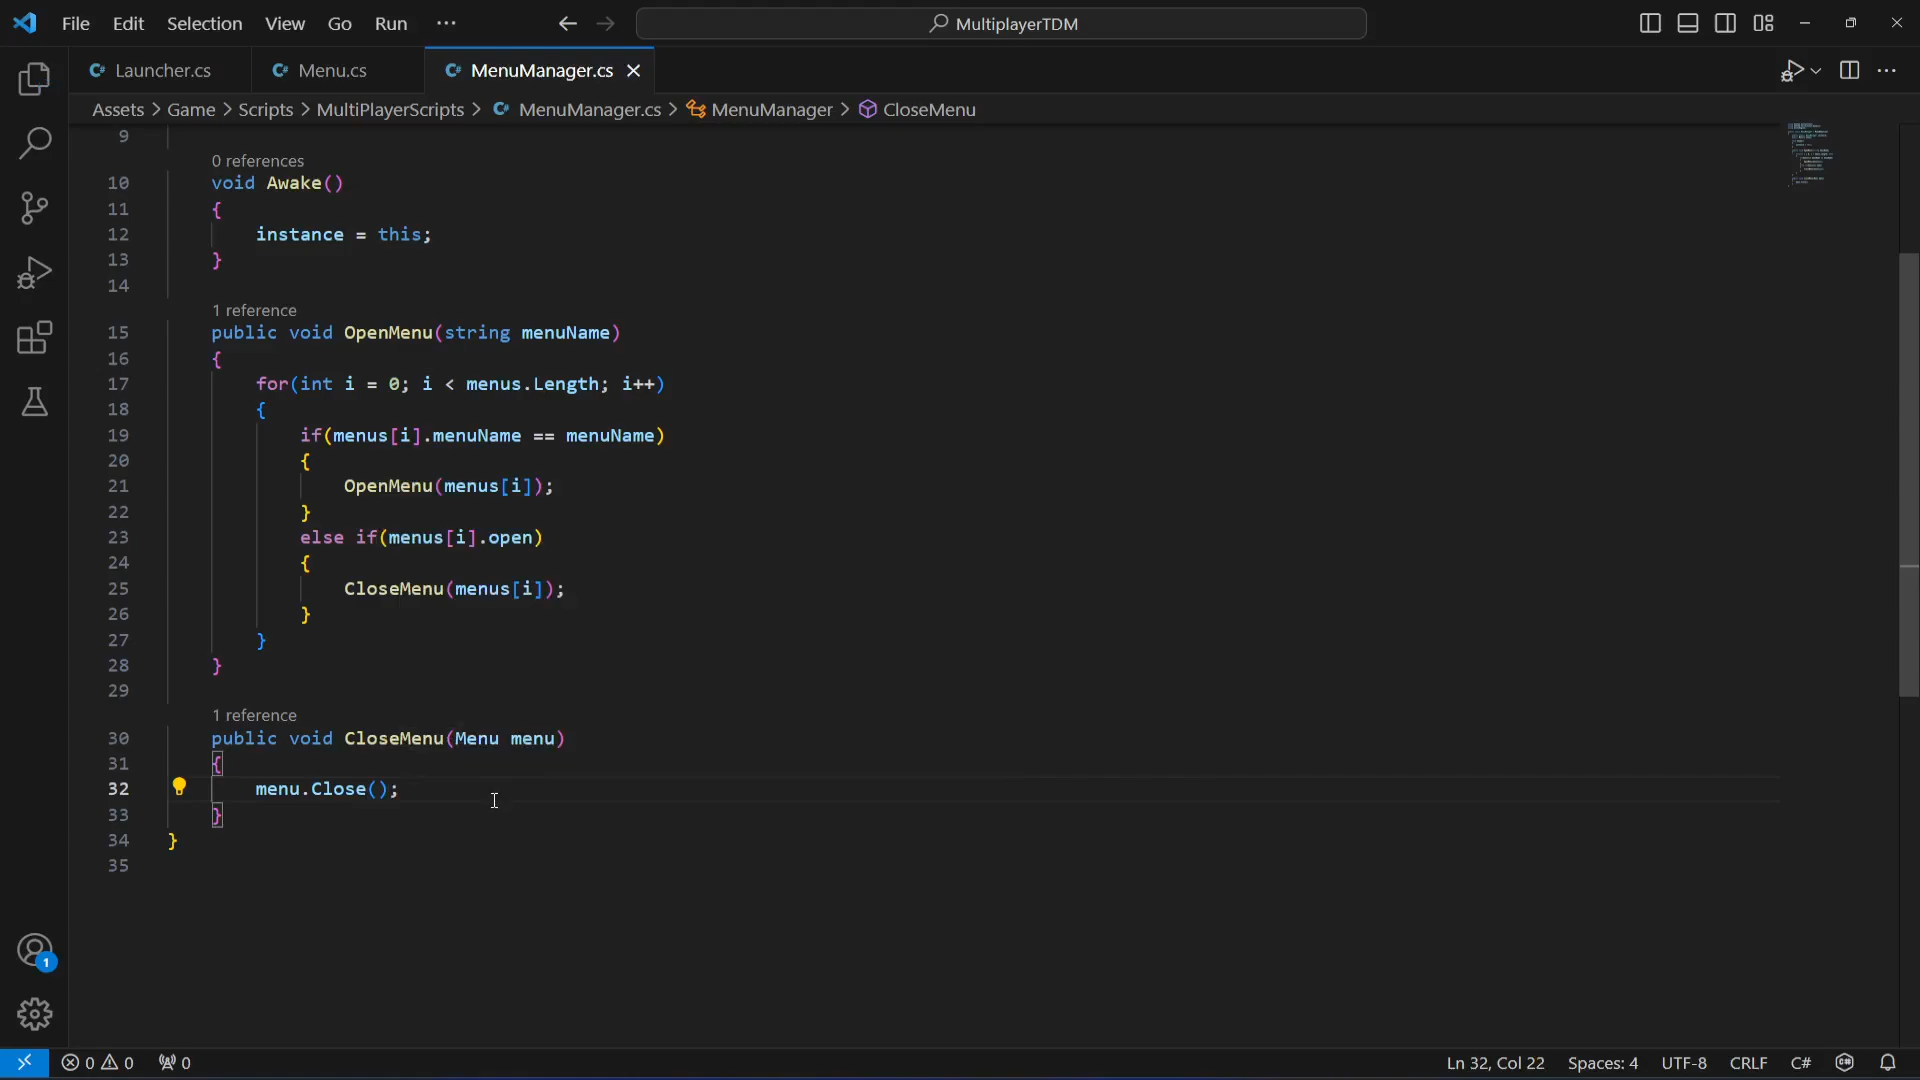 File Edit Selection View Go Run ··· MultiplayerTDM
Launcher.cs Menu.cs MenuManager.cs
Assets > Game > Scripts > MultiPlayerScripts > MenuManager.cs > MenuManager > CloseMenu
9
0 references
10 void Awake()
11 {
12 instance = this;
13 }
14
1 reference
15 public void OpenMenu(string menuName)
16 {
17 for(int i = 0; i < menus.Length; i++)
18 {
19 if(menus[i].menuName == menuName)
20 {
21 OpenMenu(menus[i]);
22 }
23 else if(menus[i].open)
24 {
25 CloseMenu(menus[i]);
26 }
27 }
28 }
29
1 reference
30 public void CloseMenu(Menu menu)
31 {
32 menu.Close();
33 }
34 }
35
1
0 0 0 Ln 32, Col 22 Spaces: 4 UTF-8 CRLF C#